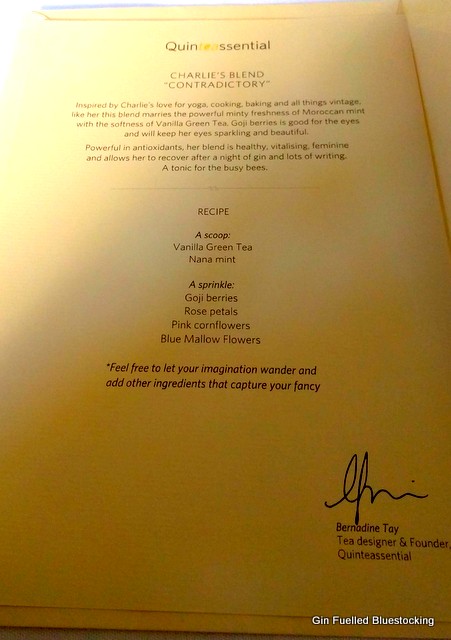 Quinteassential
CHARLIE'S BLEND
"CONTRADICTORY"
Inspired by Charlie's love for yoga, cooking, baking and all things vintage,
like her this blend marries the powerful minty freshness of Moroccan mint
with the softness of Vanilla Green Tea. Goji berries is good for the eyes
and will keep her eyes sparkling and beautiful.
Powerful in antioxidants, her blend is healthy, vitalising, feminine
and allows her to recover after a night of gin and lots of writing.
A tonic for the busy bees.
RECIPE
A scoop:
Vanilla Green Tea
Nana mint
A sprinkle:
Goji berries
Rose petals
Pink cornflowers
Blue Mallow Flowers
*Feel free to let your imagination wander and
add other ingredients that capture your fancy
Bernadine Tay
Tea designer & Founder,
Quinteassential
Gin Fuelled Bluestocking